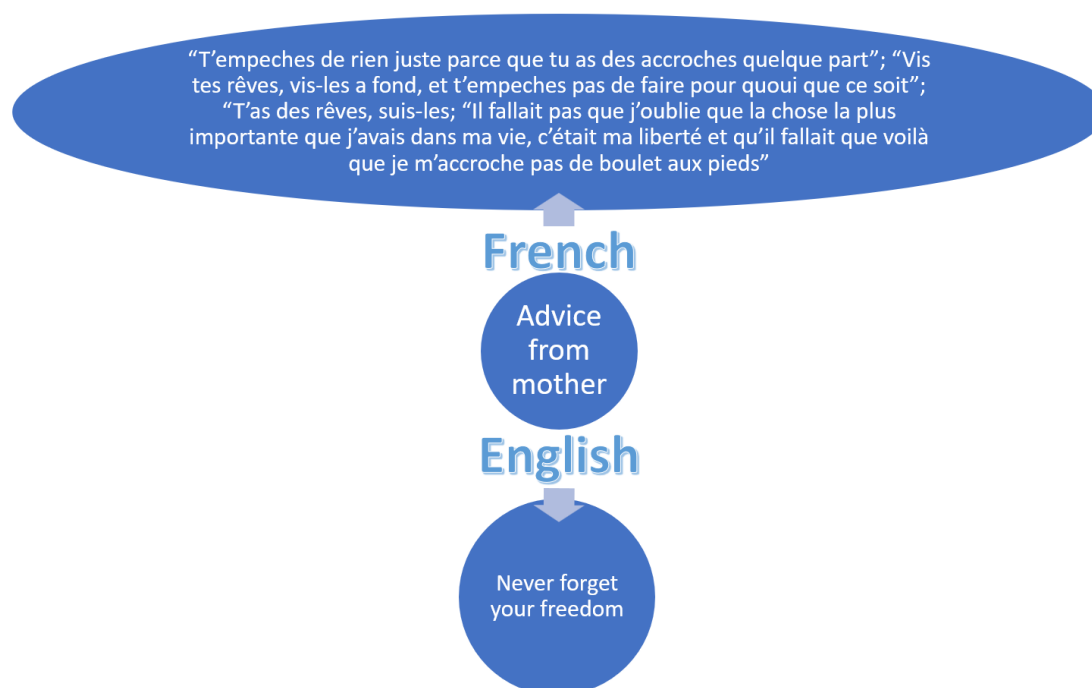 “T’empeches de rien juste parce que tu as des accroches quelque part”; “Vis
tes rêves, vis-les a fond, et t’empeches pas de faire pour quoui que ce soit”;
“T’as des rêves, suis-les; “Il fallait pas que j’oublie que la chose la plus
importante que j’avais dans ma vie, c’était ma liberté et qu’il fallait que voilà
que je m’accroche pas de boulet aux pieds”
French
Advice
from
mother
English
Never forget
your freedom